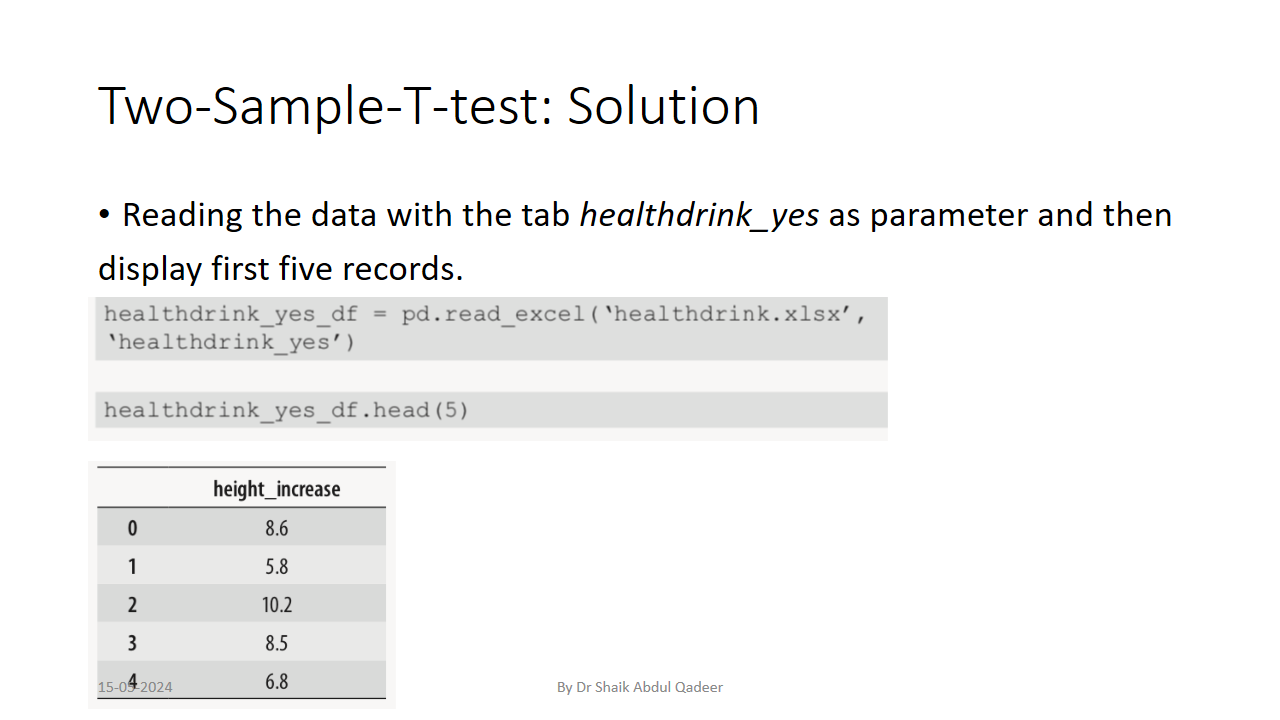 Two-Sample-T-test: Solution
• Reading the data with the tab healthdrink_yes as parameter and then
display first five records.
healthdrink_yes_df = pd.read_excel(‛healthdrink.xlsx’,
‛healthdrink_yes’)
healthdrink_yes_df.head(5)
height_increase
0 8.6
1 5.8
2 10.2
3 8.5
4 6.8
15-05-2024 By Dr Shaik Abdul Qadeer